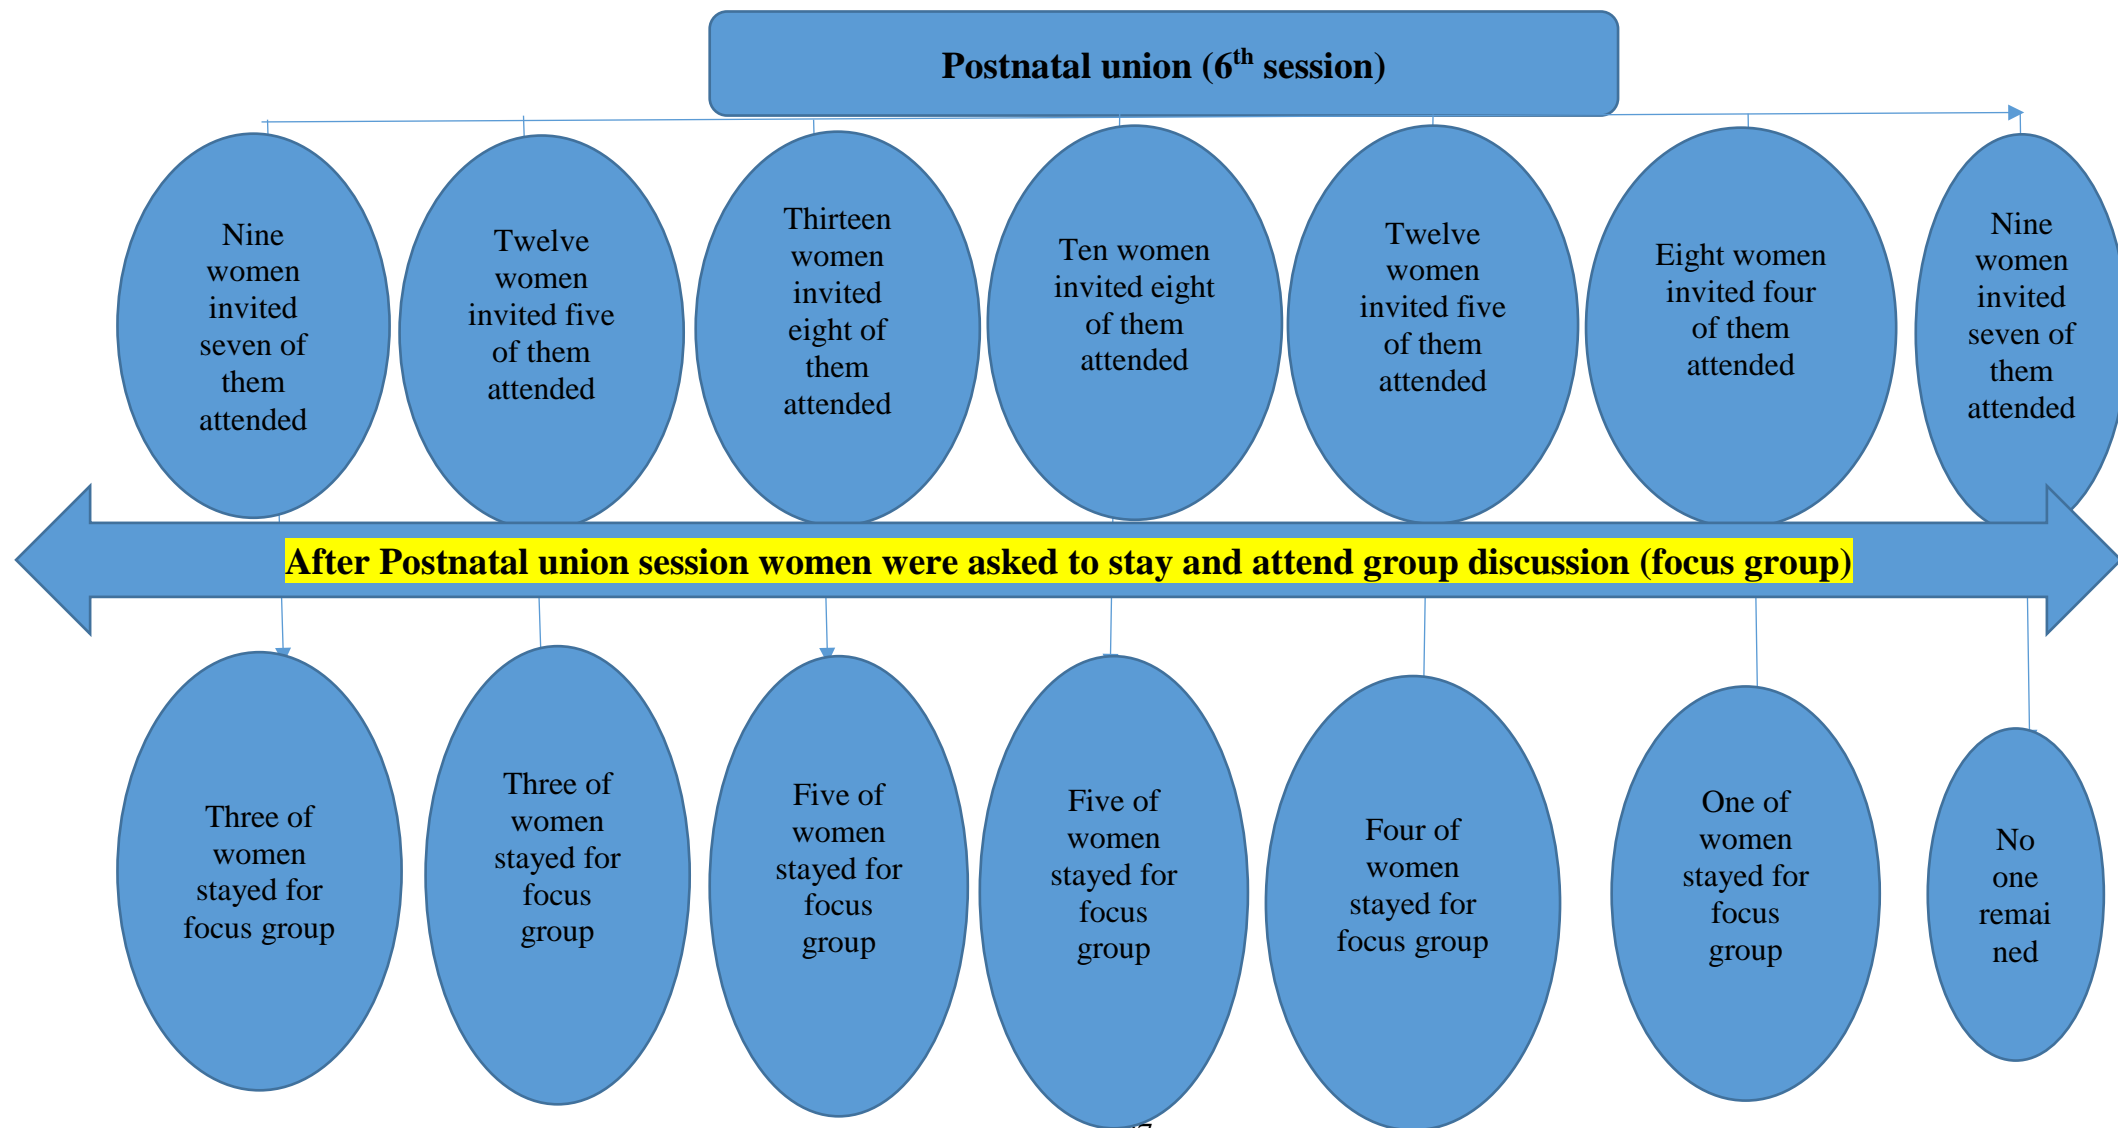 Postnatal union (6th session)
Nine
women
invited
seven of
them
attended
Twelve
women
invited five
of them
attended
Thirteen
women
invited
eight of
them
attended
Ten women
invited eight
of them
attended
Twelve
women
invited five
of them
attended
Eight women
invited four
of them
attended
Nine
women
invited
seven of
them
attended
After Postnatal union session women were asked to stay and attend group discussion (focus group)
Three of
women
stayed for
focus group
Three of
women
stayed for
focus
group
Five of
women
stayed for
focus
group
Five of
women
stayed for
focus
group
Four of
women
stayed for
focus group
One of
women
stayed for
focus
group
No
one
remai
ned